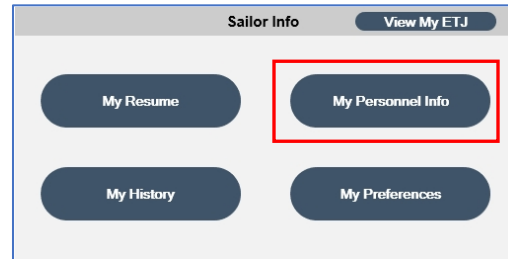 Sailor Info
View My ETJ
My Resume
My Personnel Info
My History
My Preferences